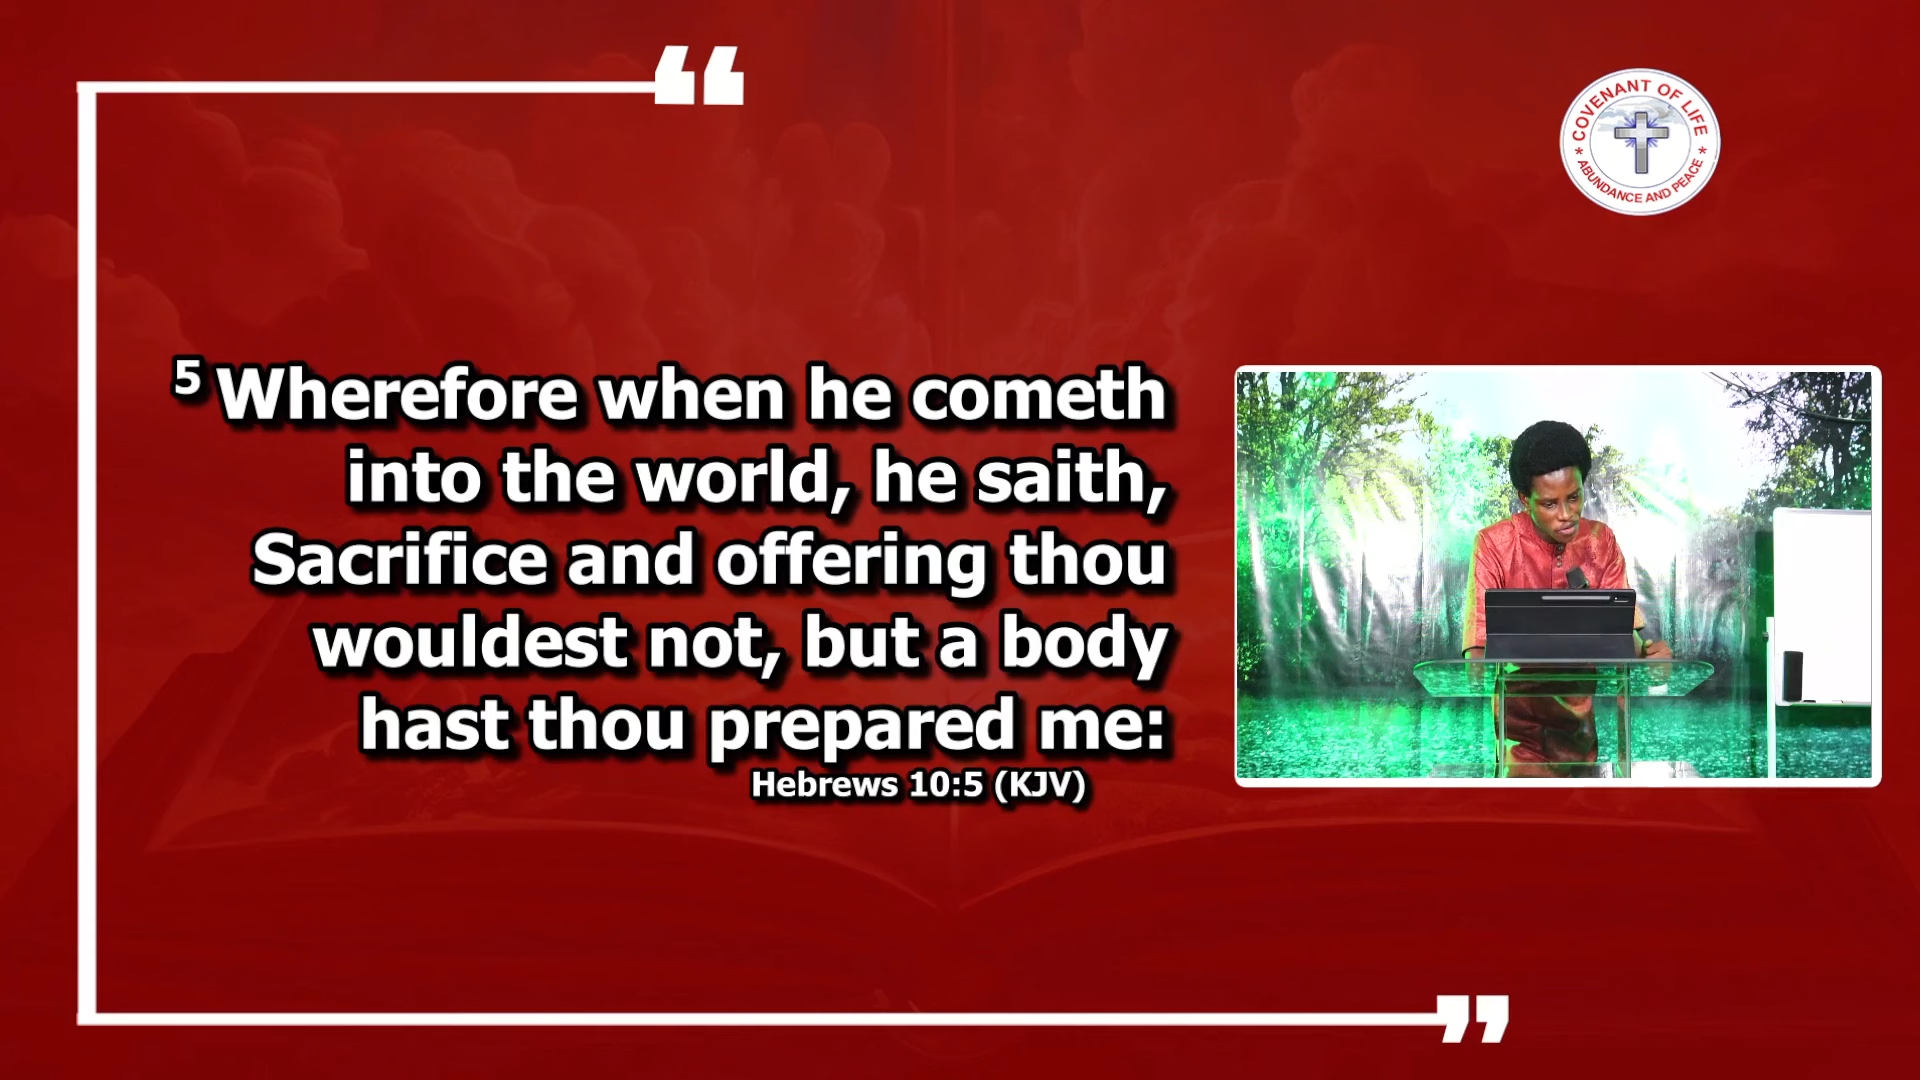 “
COVENANT OF LIFE
* ABUNDANCE AND PEACE *
5 Wherefore when he cometh
into the world, he saith,
Sacrifice and offering thou
wouldest not, but a body
hast thou prepared me:
Hebrews 10:5 (KJV)
”